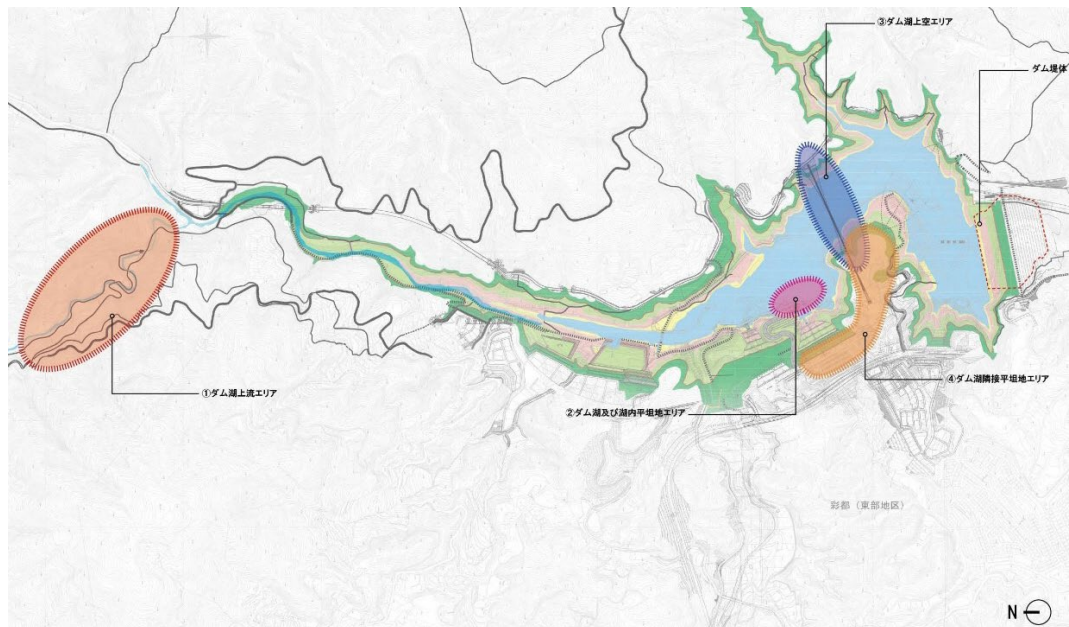 ③ダム湖上空エリア
ダム堤体
①ダム湖上流エリア
②ダム湖及び湖内平坦地エリア
④ダム湖隣接平坦地エリア
彩都（東部地区）
N